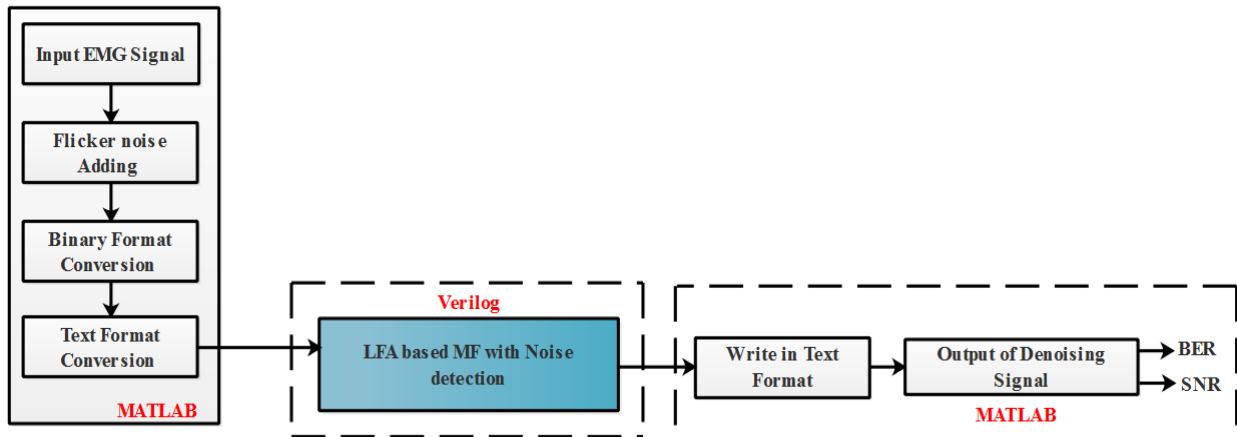 Input EMG Signal
Flicker noise
Adding
Binary Format
Conversion
Text Format
Conversion
MATLAB
Verilog
LFA based MF with Noise
detection
Write in Text
Format
Output of Denoising
Signal
BER
SNR
MATLAB